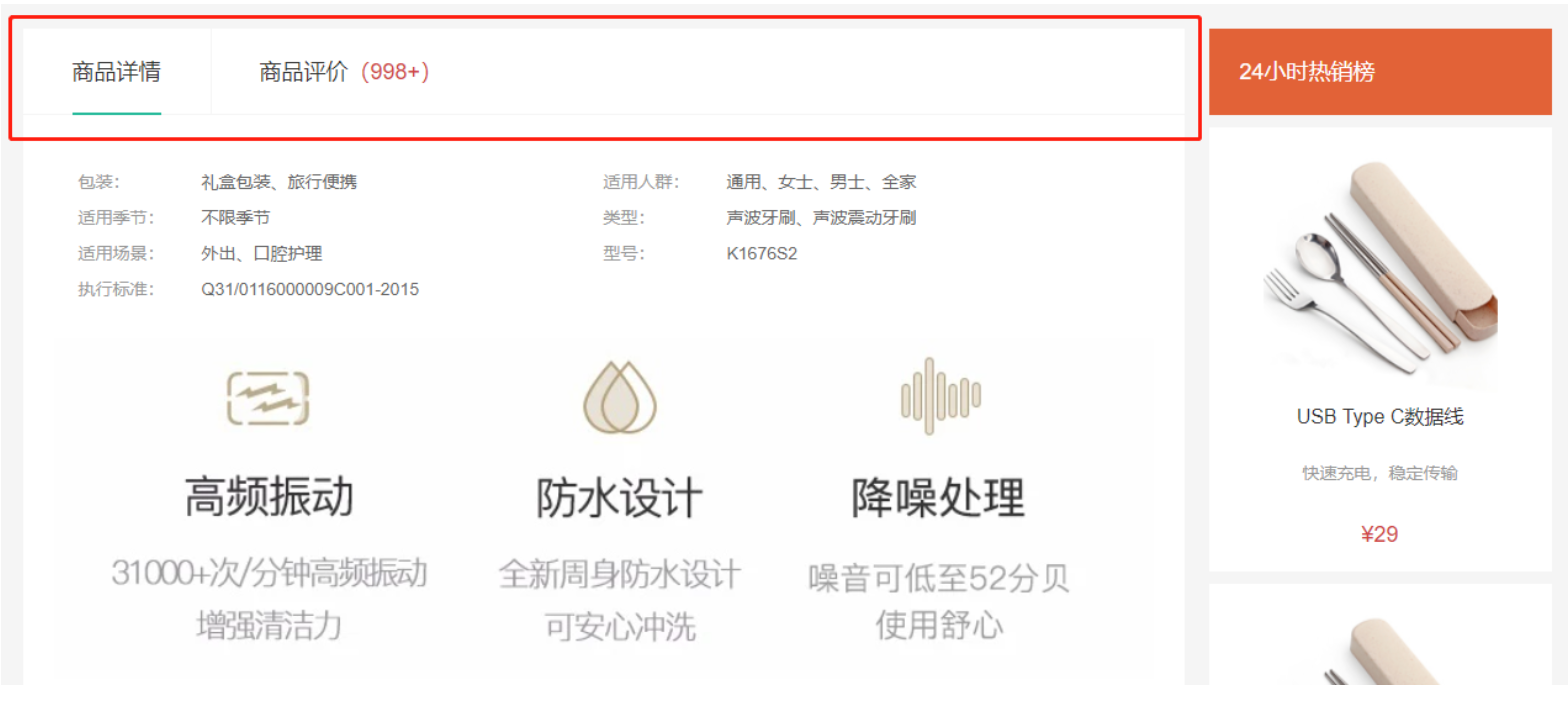 商品详情
商品评价（998+）
24小时热销榜
包装： 礼盒包装、旅行便携 适用人群： 通用、女士、男士、全家
适用季节： 不限季节 类型： 声波牙刷、声波震动牙刷
适用场景： 外出、口腔护理 型号： K1676S2
执行标准： Q31/0116000009C001-2015
高频振动
31000+次/分钟高频振动
增强清洁力
防水设计
全新周身防水设计
可安心冲洗
降噪处理
噪音可低至52分贝
使用舒心
USB Type C数据线
快速充电，稳定传输
¥29